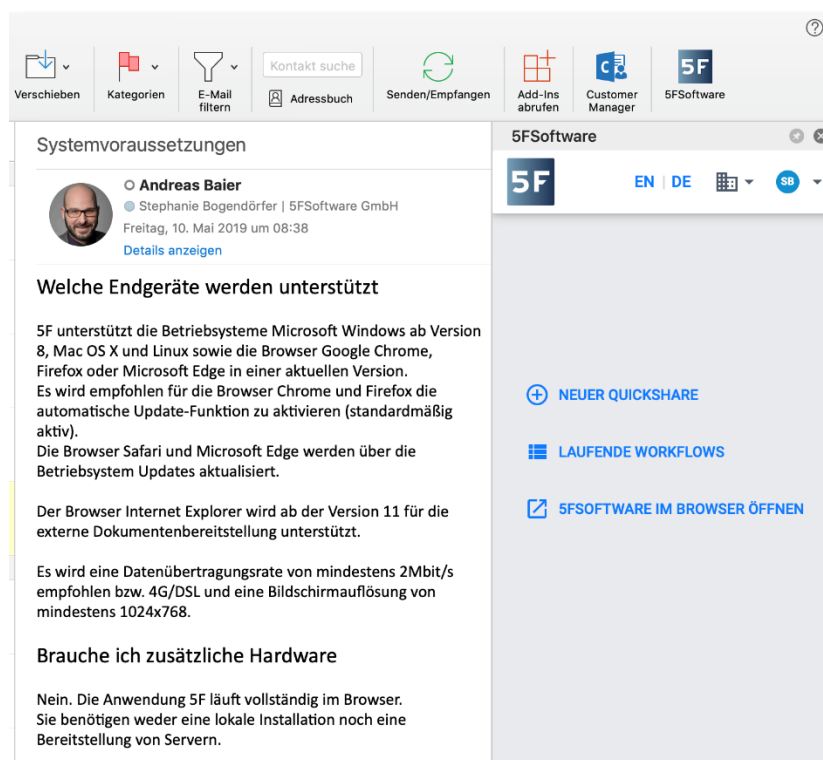 Verschieben
Kategorien
E-Mail
filtern
Kontakt suche
Adressbuch
Senden/Empfangen
Add-Ins
abrufen
Customer
Manager
5F
5FSoftware
Systemvoraussetzungen
Andreas Baier
Stephanie Bogendörfer | 5FSoftware GmbH
Freitag, 10. Mai 2019 um 08:38
Details anzeigen
Welche Endgeräte werden unterstützt
5F unterstützt die Betriebsysteme Microsoft Windows ab Version
8, Mac OS X und Linux sowie die Browser Google Chrome,
Firefox oder Microsoft Edge in einer aktuellen Version.
Es wird empfohlen für die Browser Chrome und Firefox die
automatische Update-Funktion zu aktivieren (standardmäßig
aktiv).
Die Browser Safari und Microsoft Edge werden über die
Betriebsystem Updates aktualisiert.
Der Browser Internet Explorer wird ab der Version 11 für die
externe Dokumentenbereitstellung unterstützt.
Es wird eine Datenübertragungsrate von mindestens 2Mbit/s
empfohlen bzw. 4G/DSL und eine Bildschirmauflösung von
mindestens 1024x768.
Brauche ich zusätzliche Hardware
Nein. Die Anwendung 5F läuft vollständig im Browser.
Sie benötigen weder eine lokale Installation noch eine
Bereitstellung von Servern.
5FSoftware
5F
EN | DE
SB
NEUER QUICKSHARE
LAUFENDE WORKFLOWS
5FSOFTWARE IM BROWSER ÖFFNEN